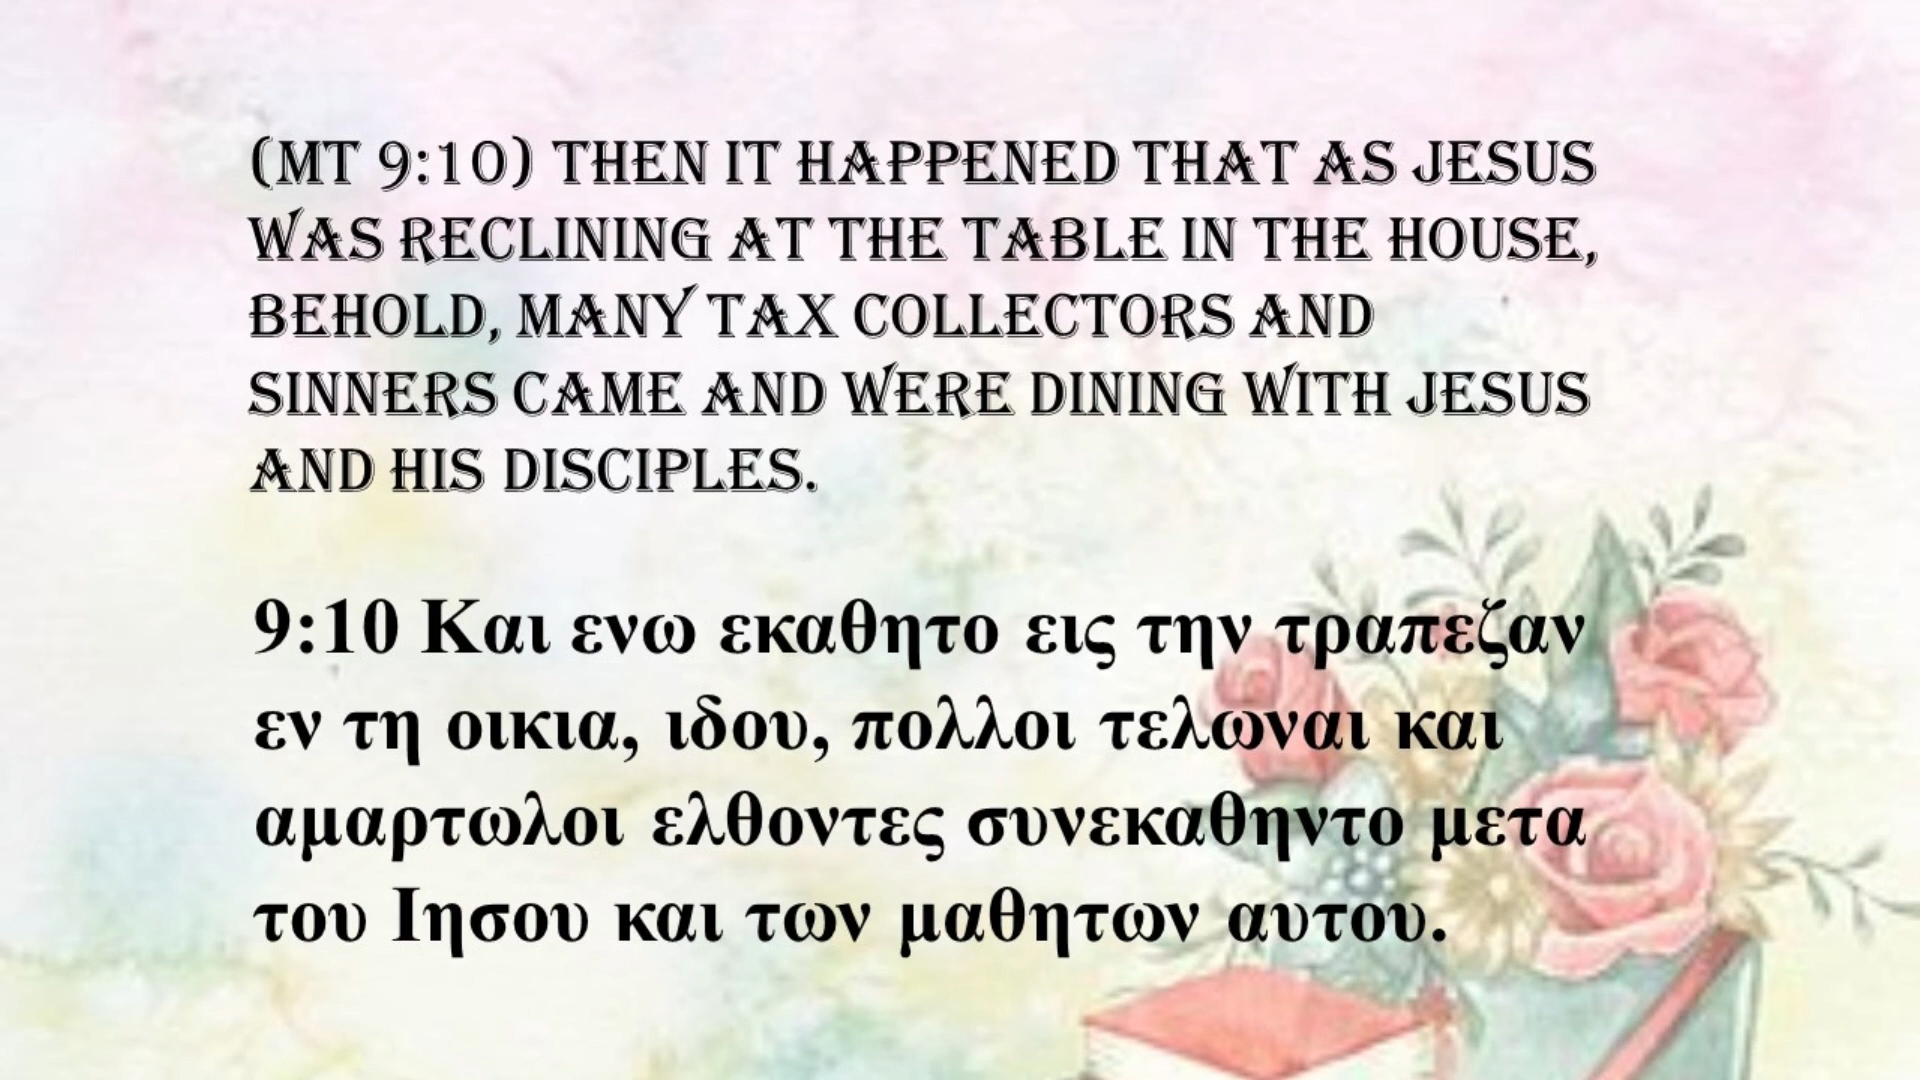 (MT 9:10) THEN IT HAPPENED THAT AS JESUS
WAS RECLINING AT THE TABLE IN THE HOUSE,
BEHOLD, MANY TAX COLLECTORS AND
SINNERS CAME AND WERE DINING WITH JESUS
AND HIS DISCIPLES.
9:10 Και ενω εκαθητο εις την τραπεζαν
εν τη οικια, ιδου, πολλοι τελωναι και
αμαρτωλοι ελθοντες συνεκαθηντο μετα
του Ιησου και των μαθητων αυτου.